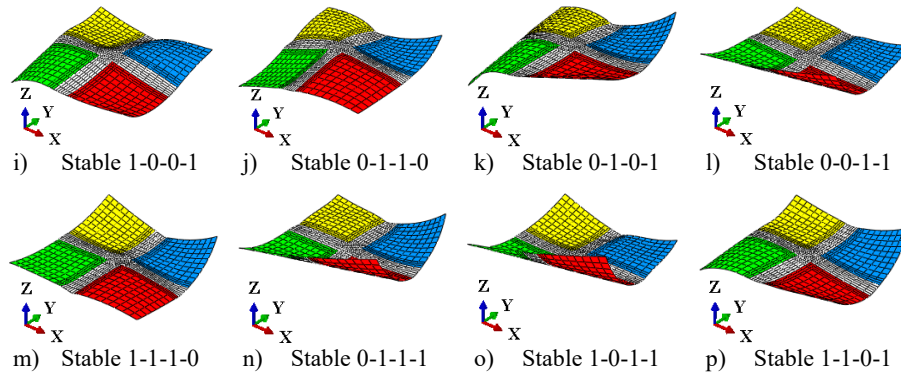 Z Y X Z Y X Z Y X Z Y X
i) Stable 1-0-0-1 j) Stable 0-1-1-0 k) Stable 0-1-0-1 l) Stable 0-0-1-1
Z Y X Z Y X Z Y X Z Y X
m) Stable 1-1-1-0 n) Stable 0-1-1-1 o) Stable 1-0-1-1 p) Stable 1-1-0-1